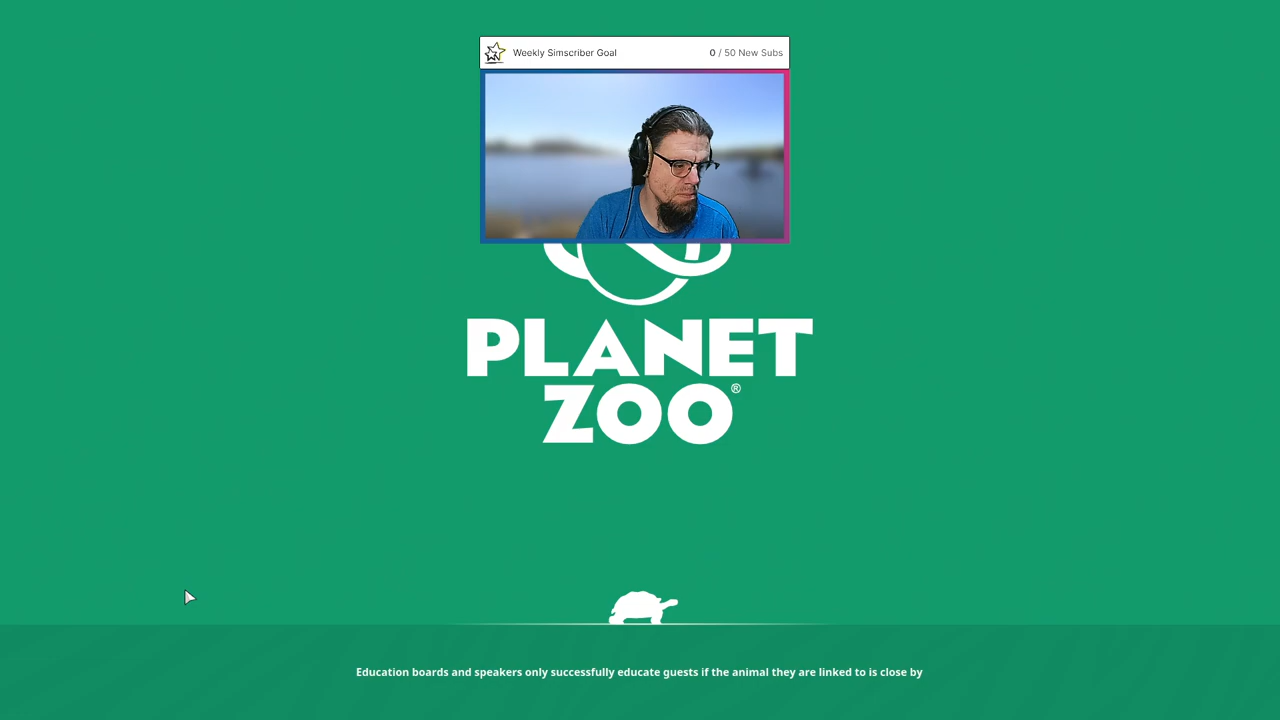 Weekly Simscriber Goal 0 / 50 New Subs
PLANET
ZOO®
Education boards and speakers only successfully educate guests if the animal they are linked to is close by